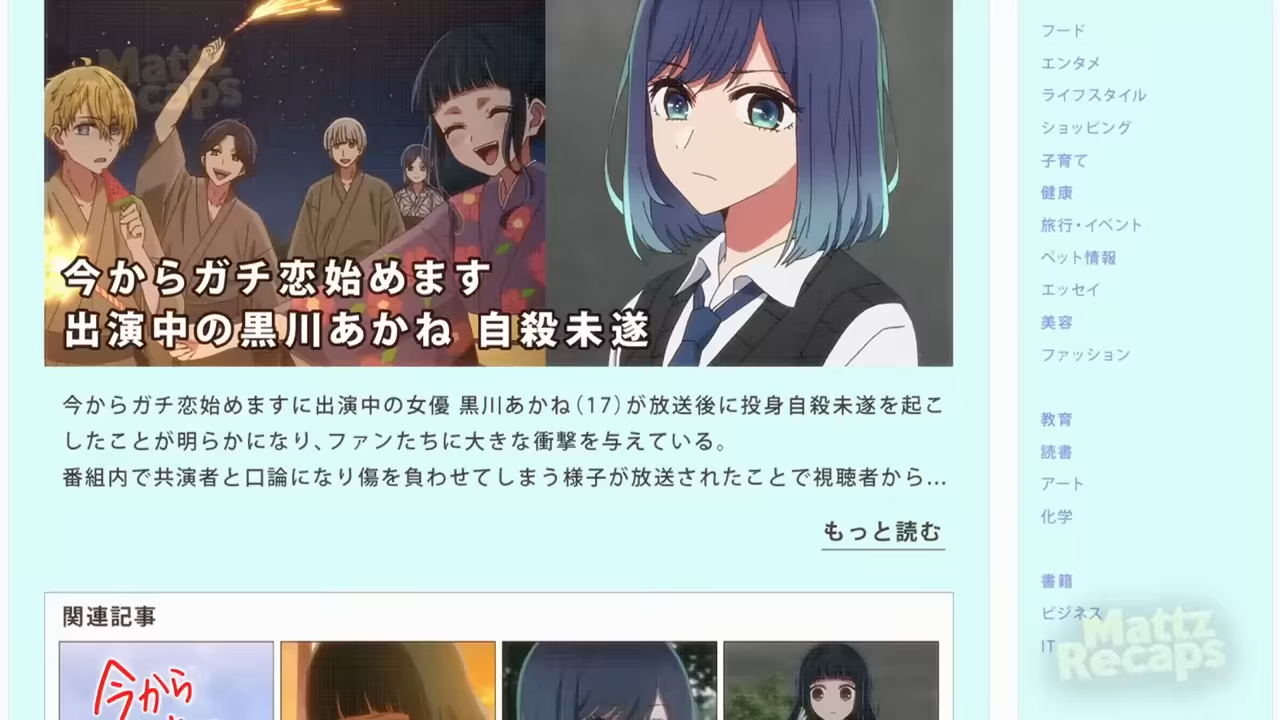 Mattz
Recaps
今からガチ恋始めます
出演中の黒川あかね 自殺未遂
今からガチ恋始めますに出演中の女優 黒川あかね(17)が放送後に投身自殺未遂を起こ
したことが明らかになり、ファンたちに大きな衝撃を与えている。
番組内で共演者と口論になり傷を負わせてしまう様子が放送されたことで視聴者から...
もっと読む
関連記事
今から
フード
エンタメ
ライフスタイル
ショッピング
子育て
健康
旅行・イベント
ペット情報
エッセイ
美容
ファッション
教育
読書
アート
化学
書籍
ビジネス
IT
Mattz
Recaps